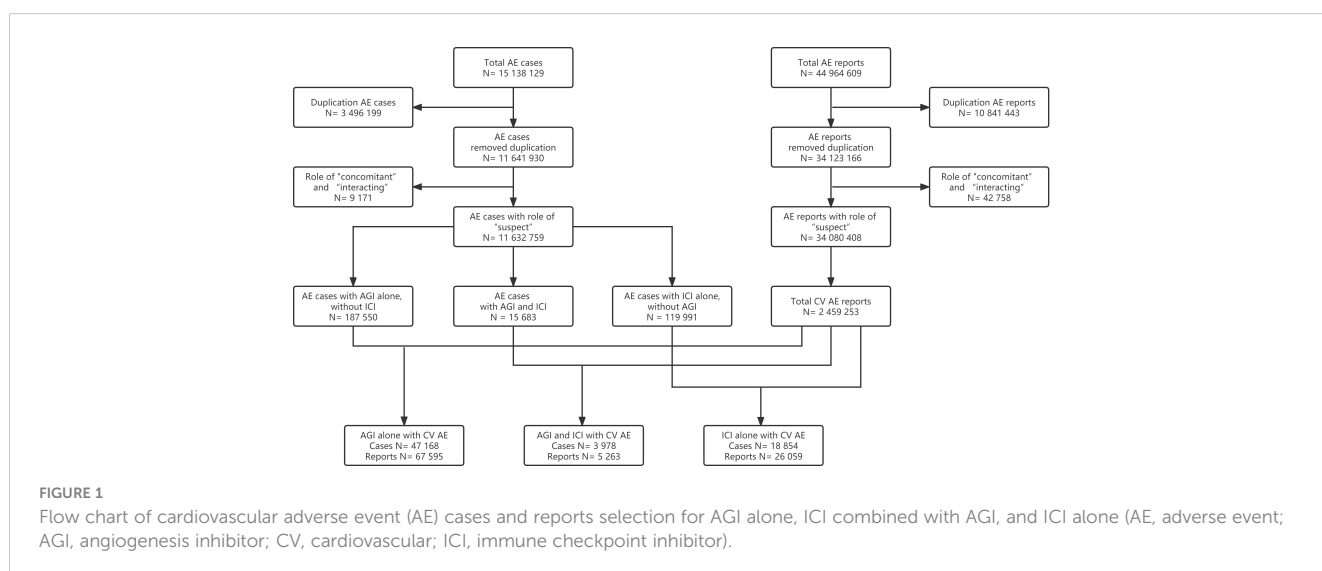 Total AE cases
N= 15 138 129
Total AE reports
N= 44 964 609
Duplication AE cases
N= 3 496 199
Duplication AE reports
N= 10 841 443
AE cases
removed duplication
N= 11 641 930
AE reports
removed duplication
N= 34 123 166
Role of "concomitant"
and "interacting"
N= 9 171
Role of "concomitant"
and "interacting"
N= 42 758
AE cases with role of
"suspect"
N= 11 632 759
AE reports with role of
"suspect"
N= 34 080 408
AE cases with AGI alone,
without ICI
N= 187 550
AE cases
with AGI and ICI
N= 15 683
AE cases with ICI alone,
without AGI
N= 119 991
Total CV AE reports
N= 2 459 253
AGI alone with CV AE
Cases N= 47 168
Reports N= 67 595
AGI and ICI with CV AE
Cases N= 3 978
Reports N= 5 263
ICI alone with CV AE
Cases N= 18 854
Reports N= 26 059
FIGURE 1
Flow chart of cardiovascular adverse event (AE) cases and reports selection for AGI alone, ICI combined with AGI, and ICI alone (AE, adverse event;
AGI, angiogenesis inhibitor; CV, cardiovascular; ICI, immune checkpoint inhibitor).